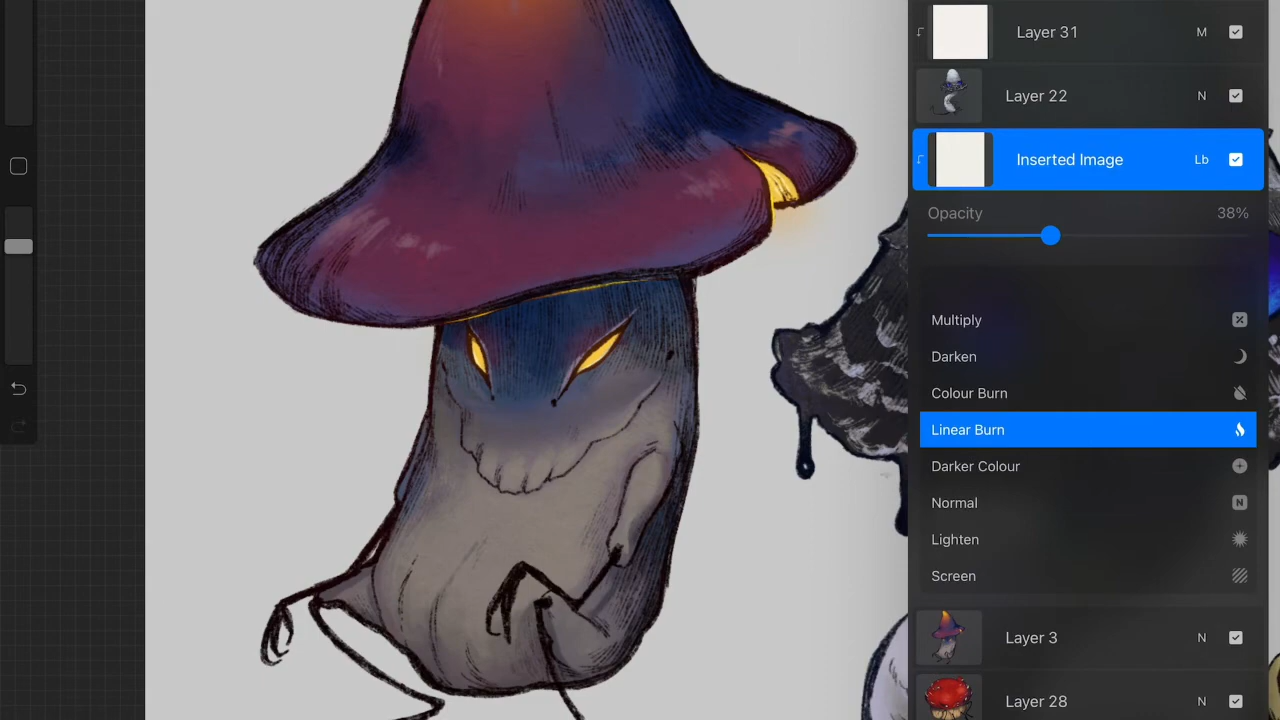 Layer 31 M
Layer 22 N
Inserted Image Lb
Opacity 38%
Multiply
Darken
Colour Burn
Linear Burn
Darker Colour
Normal N
Lighten
Screen
Layer 3 N
Layer 28 N